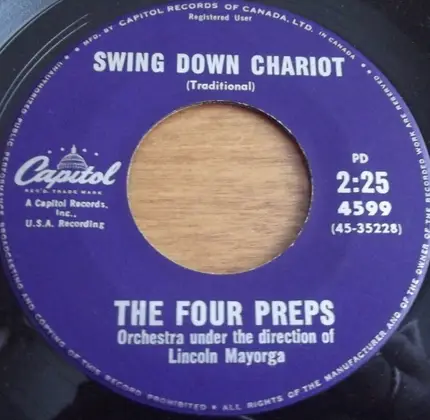 MFD. BY CAPITOL RECORDS OF CANADA, LTD. IN CANADA
Registered User
SWING DOWN CHARIOT
(Traditional)
Capitol
REG'D. TRADE MARK
A Capitol Records,
Inc.,
U.S.A. Recording
PD
2:25
4599
(45-35228)
THE FOUR PREPS
Orchestra under the direction of
Lincoln Mayorga
UNAUTHORIZED PUBLIC PERFORMANCE BROADCASTING AND COPYING OF THIS RECORD PROHIBITED • ALL RIGHTS OF THE MANUFACTURER AND OF THE OWNER OF THE RECORDED WORK ARE RESERVED